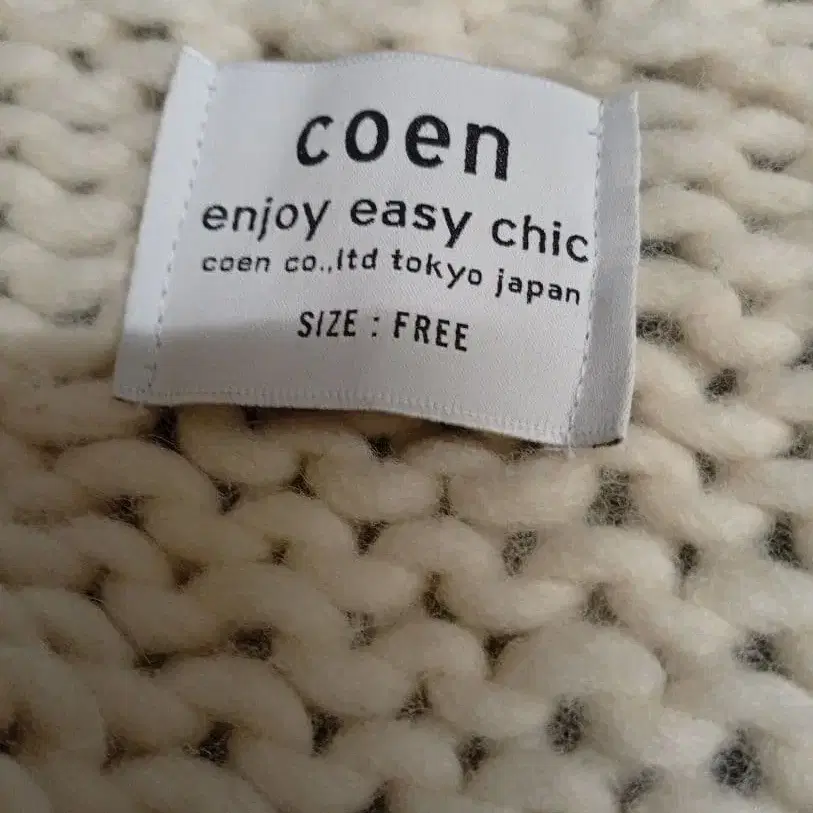 coen
enjoy easy chic
coen co.,ltd tokyo japan
SIZE : FREE